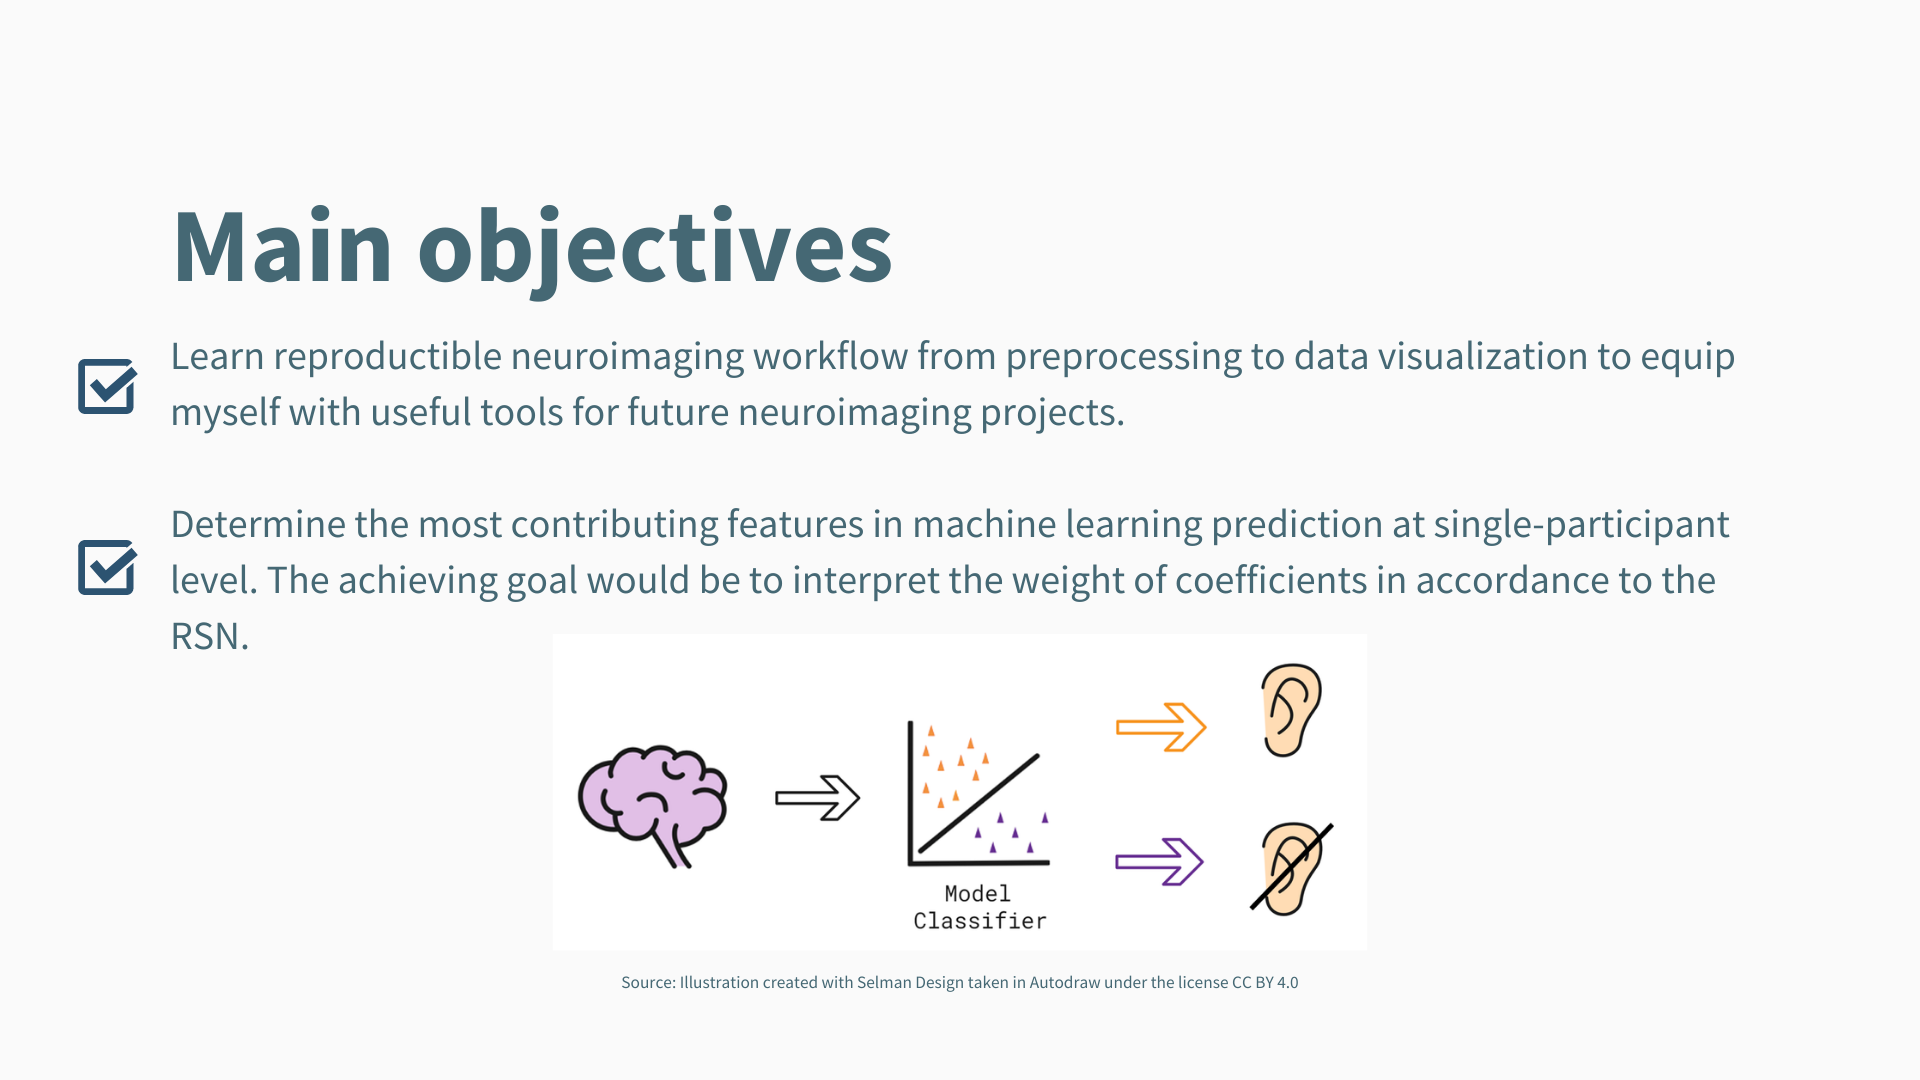 Main objectives
Learn reproductible neuroimaging workflow from preprocessing to data visualization to equip
myself with useful tools for future neuroimaging projects.
Determine the most contributing features in machine learning prediction at single-participant
level. The achieving goal would be to interpret the weight of coefficients in accordance to the
RSN.
Model
Classifier
Source: Illustration created with Selman Design taken in Autodraw under the license CC BY 4.0